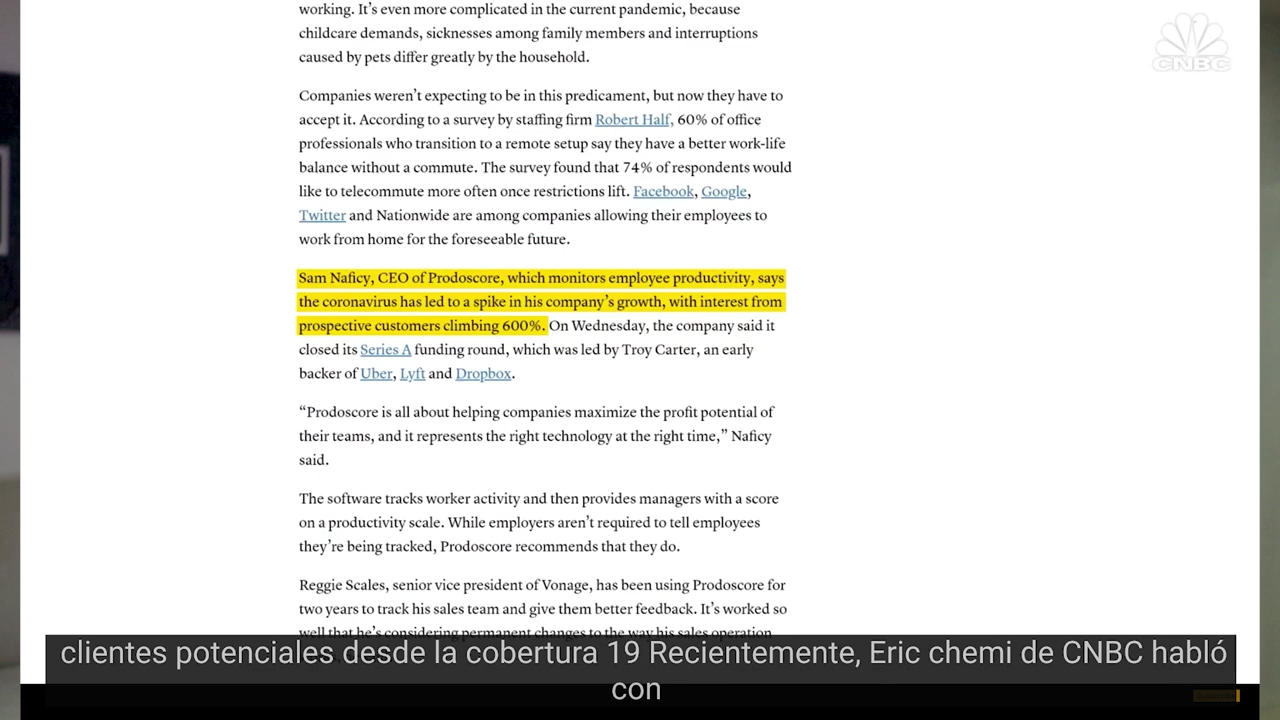 working. It’s even more complicated in the current pandemic, because
childcare demands, sicknesses among family members and interruptions
caused by pets differ greatly by the household.
CNBC
Companies weren’t expecting to be in this predicament, but now they have to
accept it. According to a survey by staffing firm Robert Half, 60% of office
professionals who transition to a remote setup say they have a better work-life
balance without a commute. The survey found that 74% of respondents would
like to telecommute more often once restrictions lift. Facebook, Google,
Twitter and Nationwide are among companies allowing their employees to
work from home for the foreseeable future.
Sam Naficy, CEO of Prodoscore, which monitors employee productivity, says
the coronavirus has led to a spike in his company’s growth, with interest from
prospective customers climbing 600%. On Wednesday, the company said it
closed its Series A funding round, which was led by Troy Carter, an early
backer of Uber, Lyft and Dropbox.
“Prodoscore is all about helping companies maximize the profit potential of
their teams, and it represents the right technology at the right time,” Naficy
said.
The software tracks worker activity and then provides managers with a score
on a productivity scale. While employers aren’t required to tell employees
they’re being tracked, Prodoscore recommends that they do.
Reggie Scales, senior vice president of Vonage, has been using Prodoscore for
two years to track his sales team and give them better feedback. It’s worked so
well that he’s considering permanent changes to the way his sales operation
clientes potenciales desde la cobertura 19 Recientemente, Eric chemi de CNBC habló
con